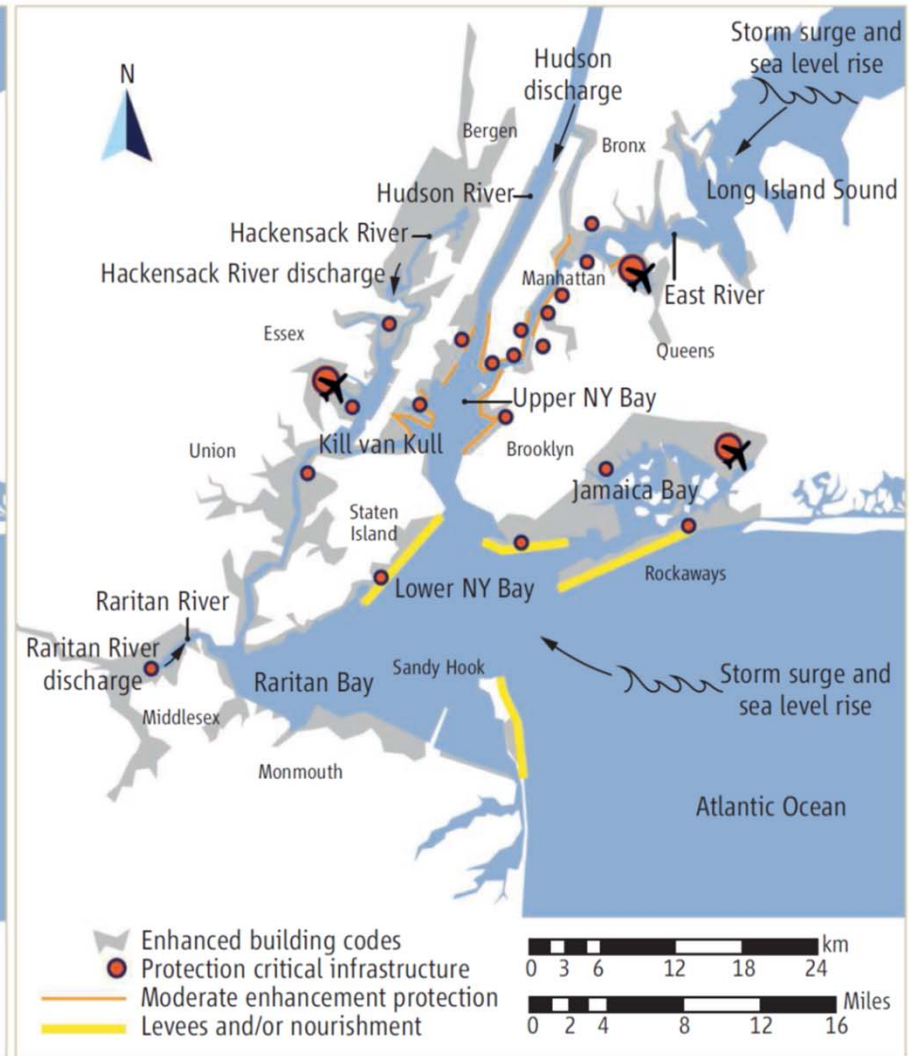 Storm surge and
sea level rise
N
Hudson
discharge
Bergen
Bronx
Hudson River
Long Island Sound
Hackensack River
Hackensack River discharge
Manhattan
East River
Essex
Queens
Upper NY Bay
Kill van Kull
Union
Brooklyn
Jamaica Bay
Staten
Island
Rockaways
Lower NY Bay
Raritan River
Raritan River
discharge
Sandy Hook
Raritan Bay
Storm surge and
sea level rise
Middlesex
Monmouth
Atlantic Ocean
Enhanced building codes
Protection critical infrastructure
Moderate enhancement protection
Levees and/or nourishment
km
0 3 6 12 18 24
Miles
0 2 4 8 12 16